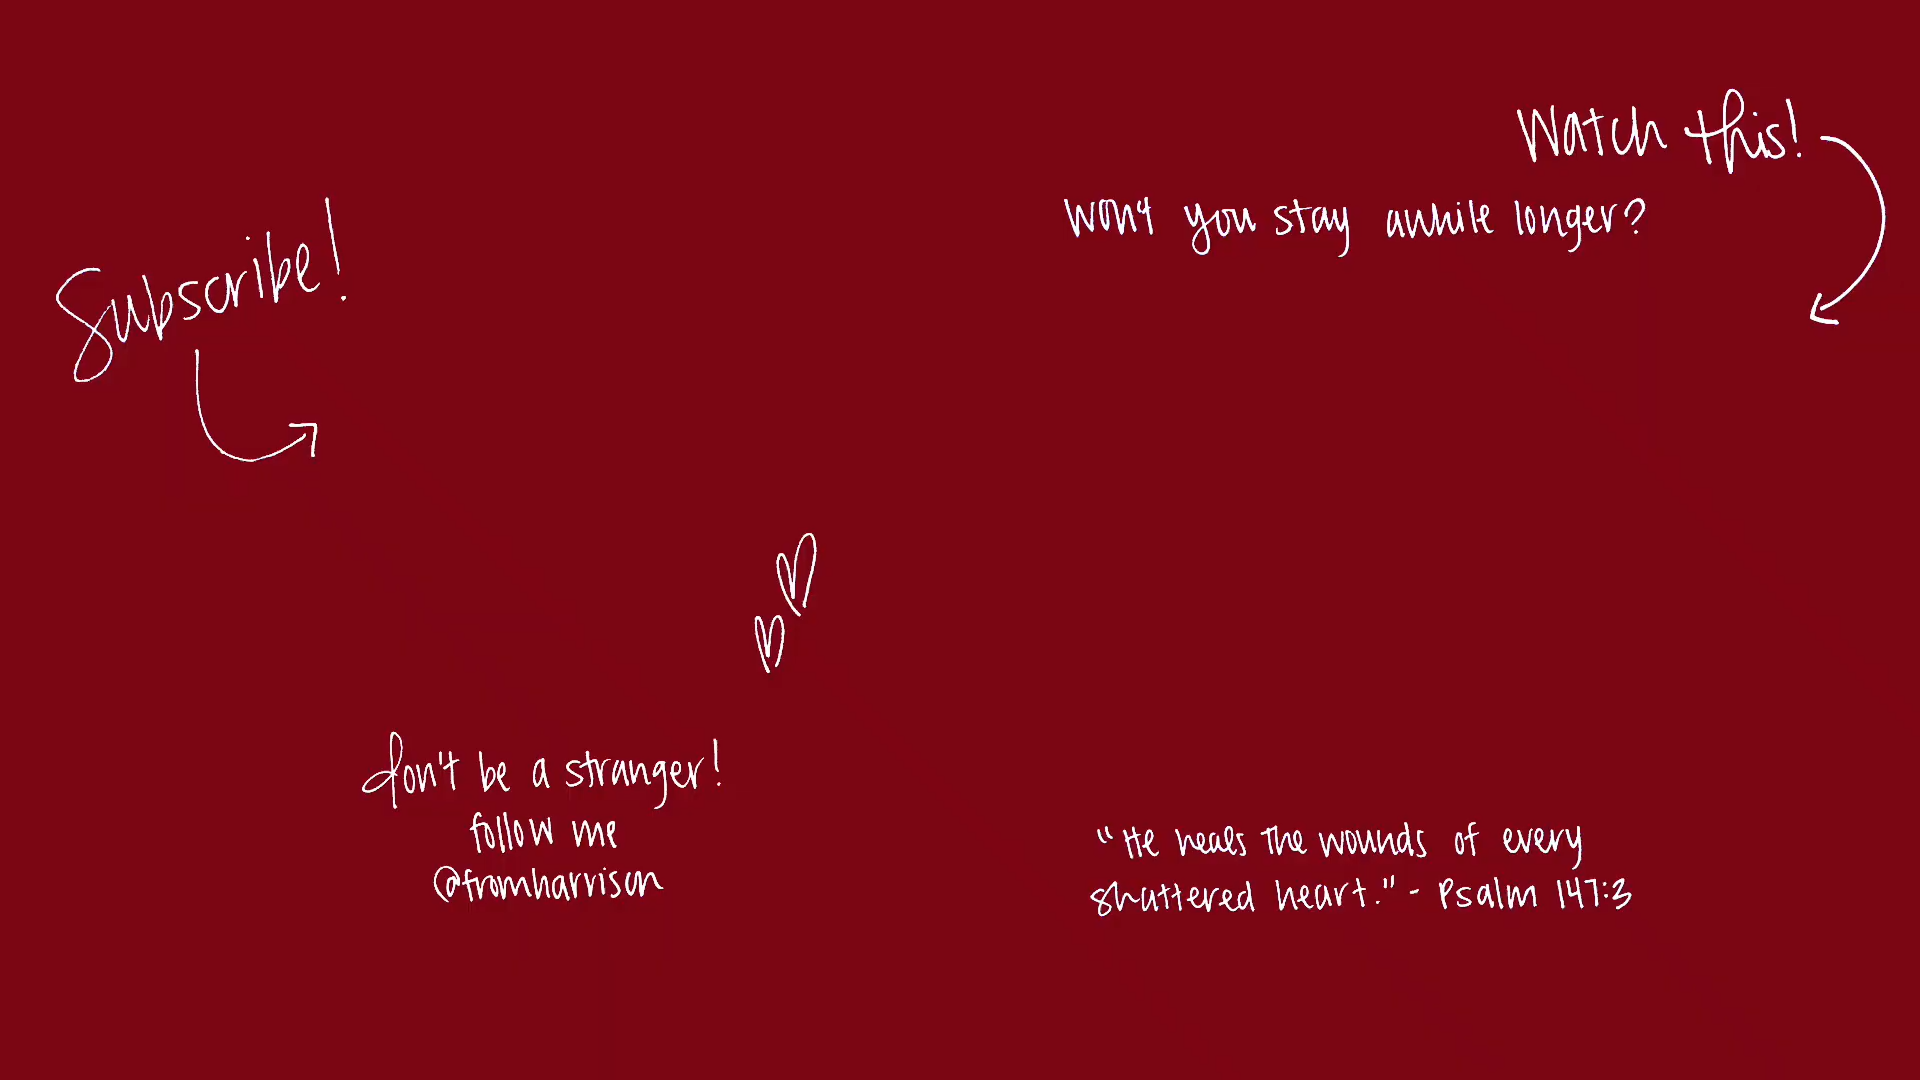 Watch this!
won't you stay awhile longer?
Subscribe!
don't be a stranger!
follow me
@fromharrison
"He heals the wounds of every
shattered heart." - Psalm 147:3